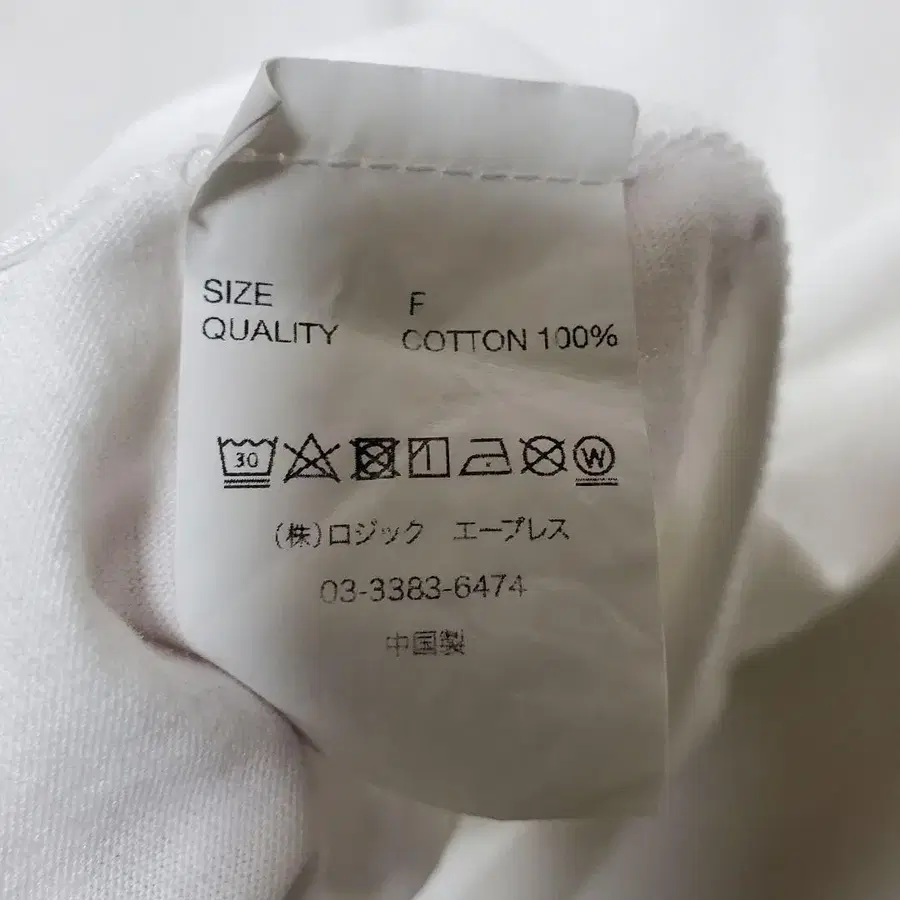 SIZE F
QUALITY COTTON 100%
30 W
(株)ロジック エープレス
03-3383-6474
中国製